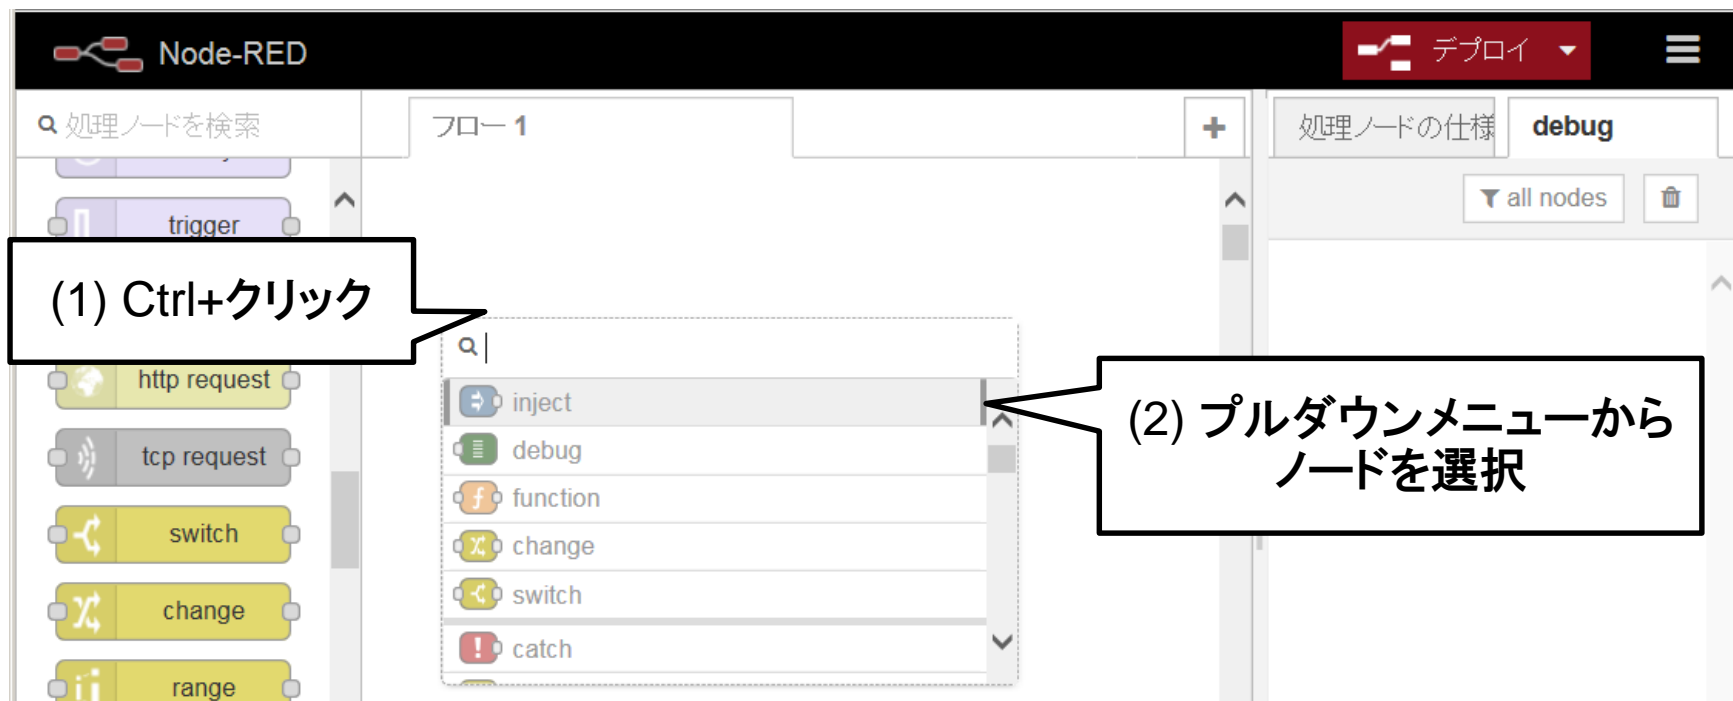 Node-RED
デプロイ
処理ノードを検索
フロー 1
処理ノードの仕様
debug
all nodes
trigger
(1) Ctrl+クリック
http request
tcp request
switch
change
range
inject
debug
function
change
switch
catch
(2) プルダウンメニューから
ノードを選択